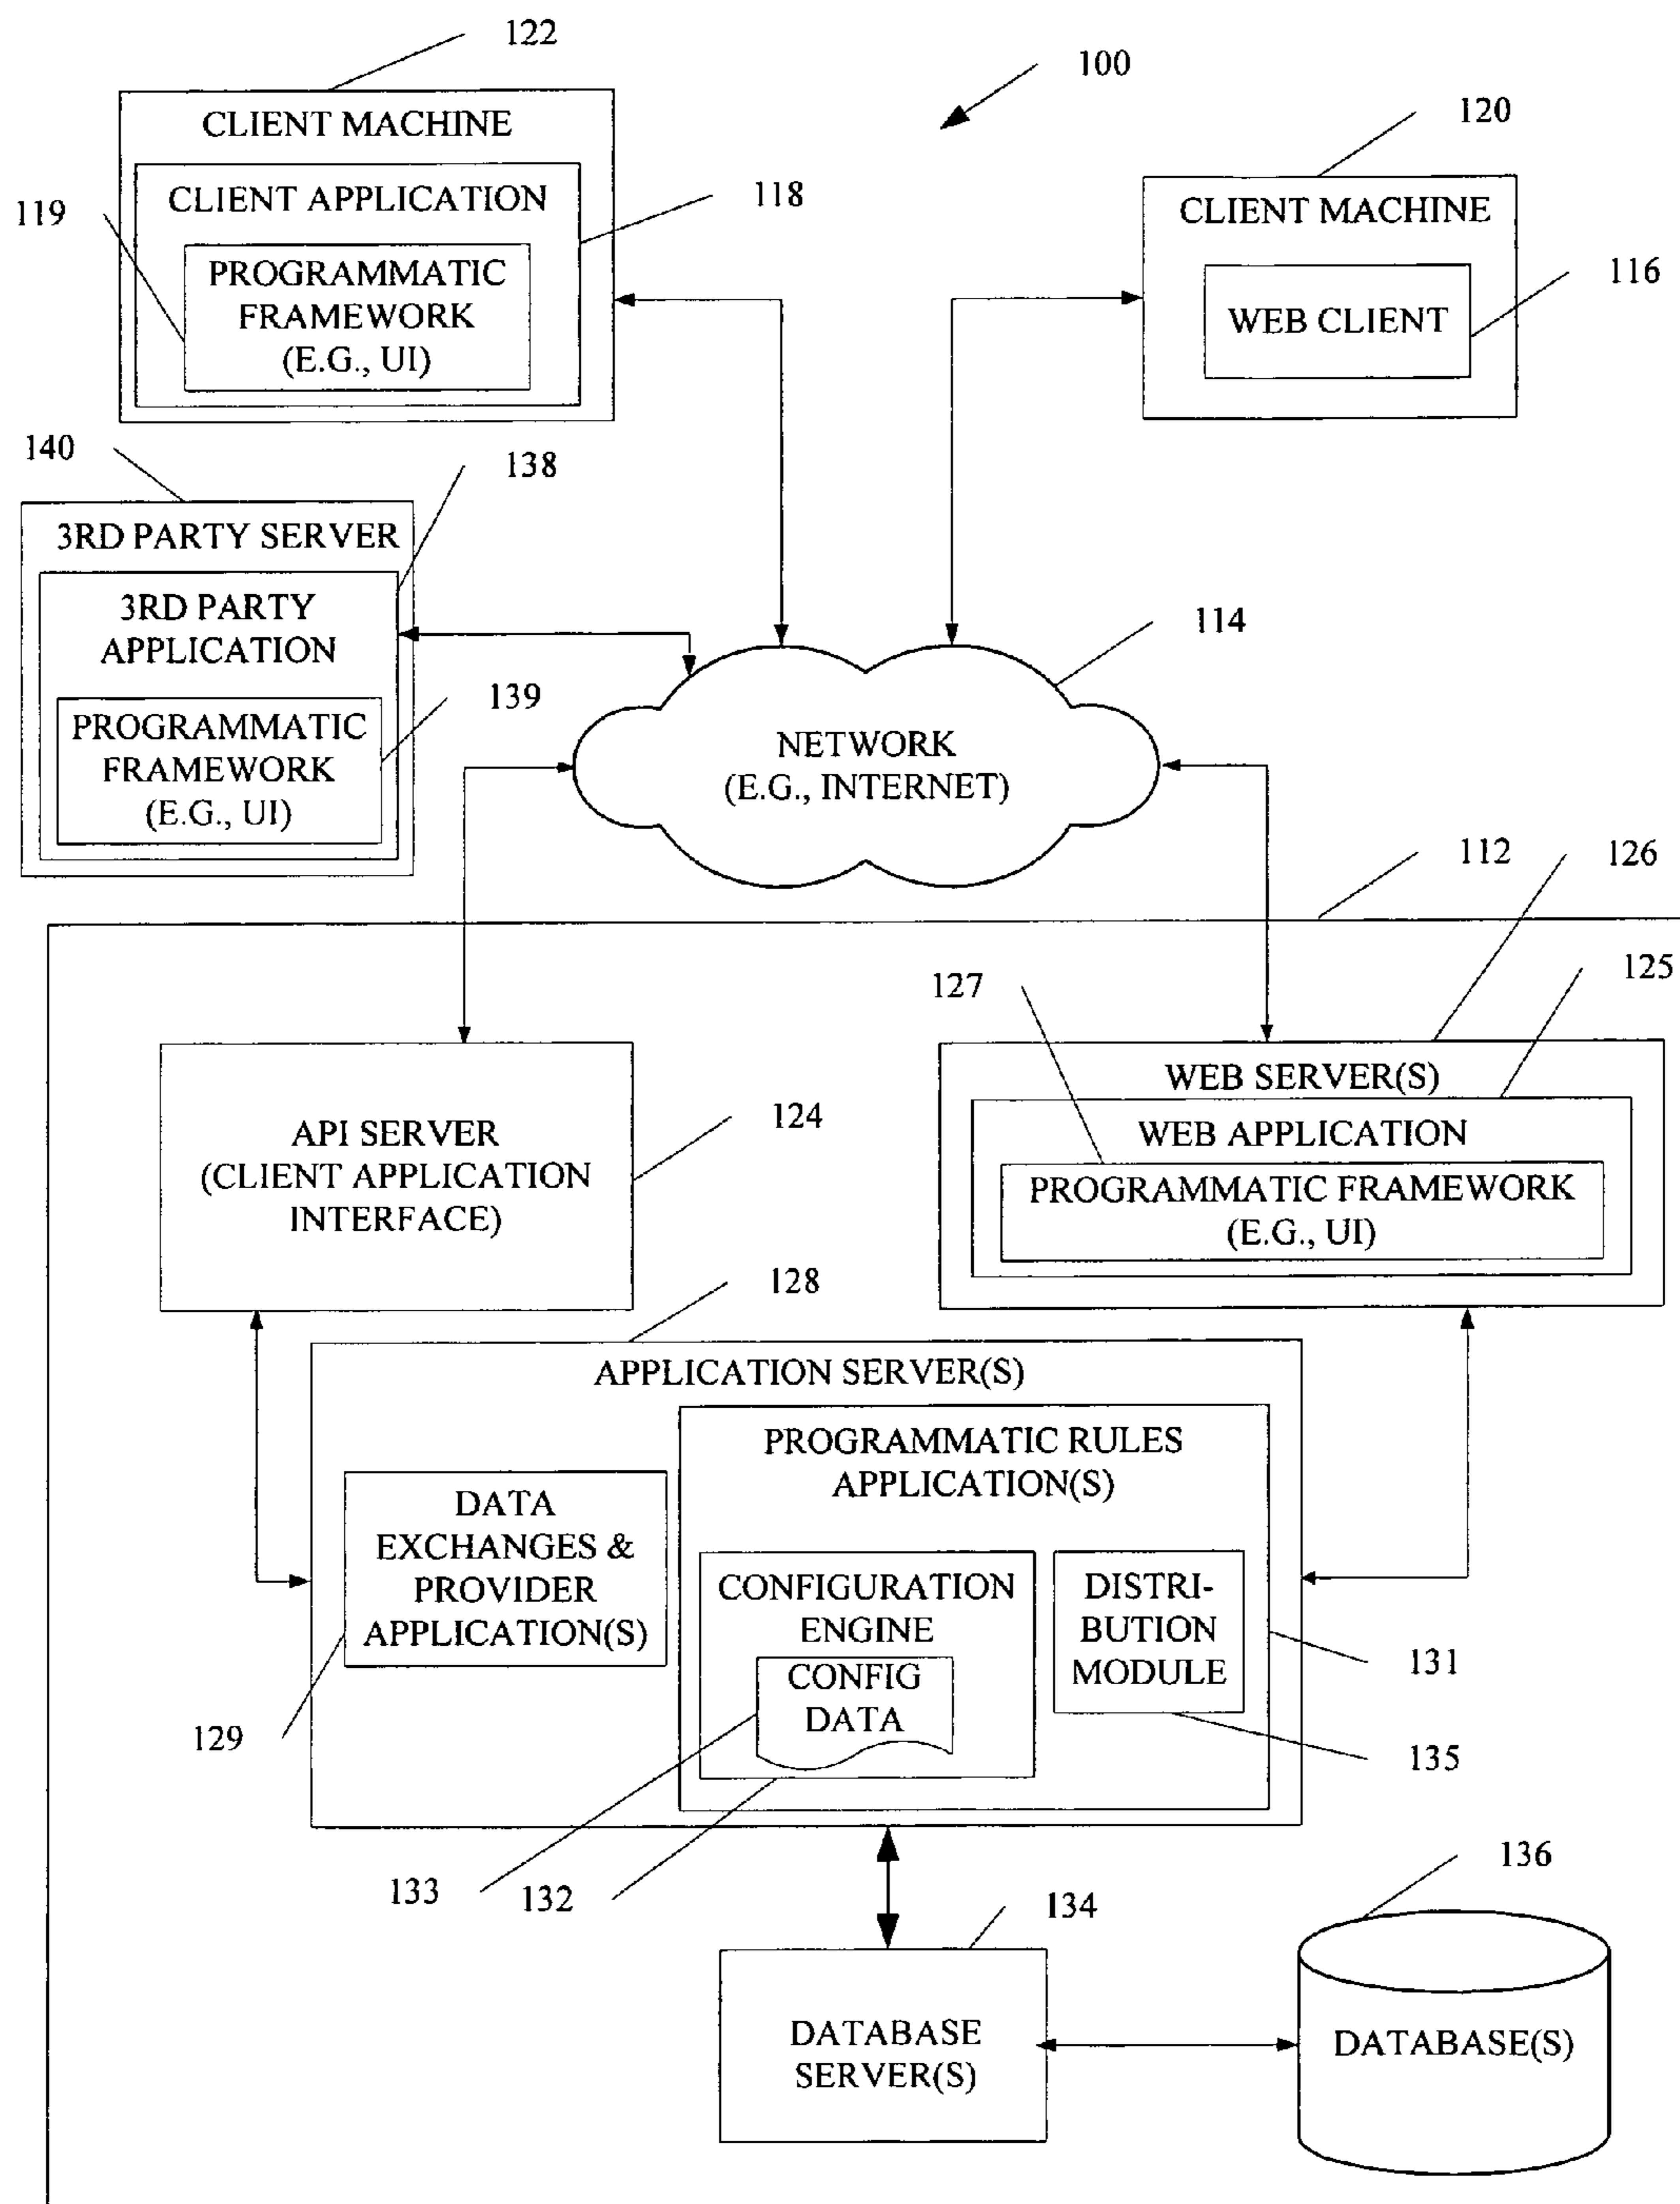 122
100
CLIENT MACHINE
120
CLIENT APPLICATION
118
119
CLIENT MACHINE
PROGRAMMATIC
FRAMEWORK
(E.G., UI)
116
WEB CLIENT
140
138
3RD PARTY SERVER
3RD PARTY
APPLICATION
114
139
PROGRAMMATIC
FRAMEWORK
(E.G., UI)
NETWORK
(E.G., INTERNET)
112
126
127
125
WEB SERVER(S)
API SERVER
(CLIENT APPLICATION
INTERFACE)
124
WEB APPLICATION
PROGRAMMATIC FRAMEWORK
(E.G., UI)
128
APPLICATION SERVER(S)
PROGRAMMATIC RULES
APPLICATION(S)
DATA
EXCHANGES &
PROVIDER
APPLICATION(S)
CONFIGURATION
ENGINE
CONFIG
DATA
DISTRI-
BUTION
MODULE
131
129
135
133
132
134
136
DATABASE
SERVER(S)
DATABASE(S)